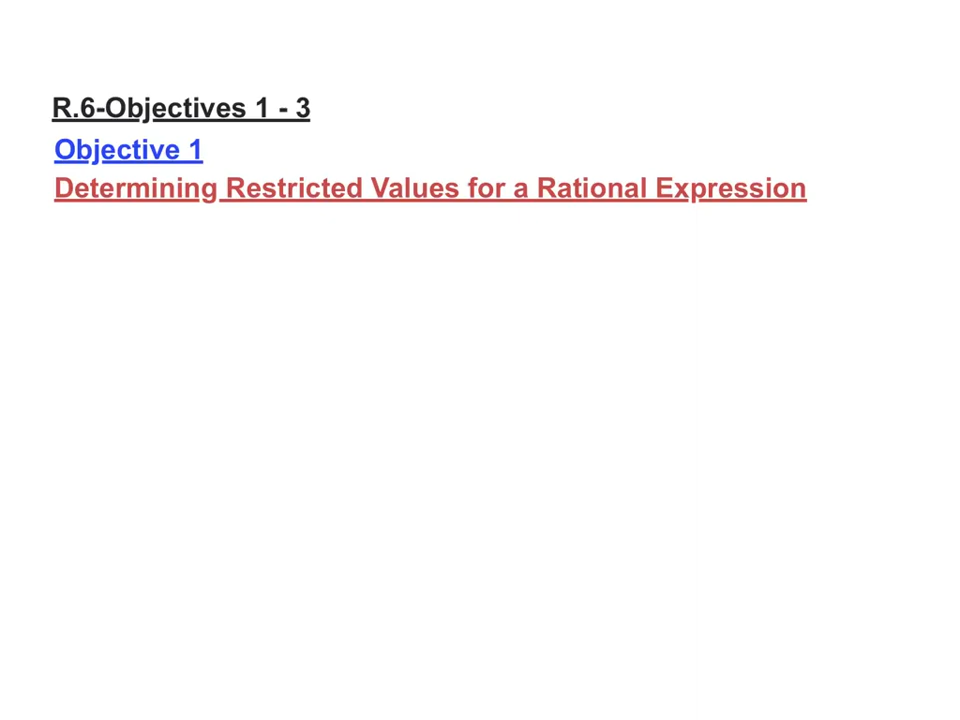 R.6-Objectives 1 - 3
Objective 1
Determining Restricted Values for a Rational Expression